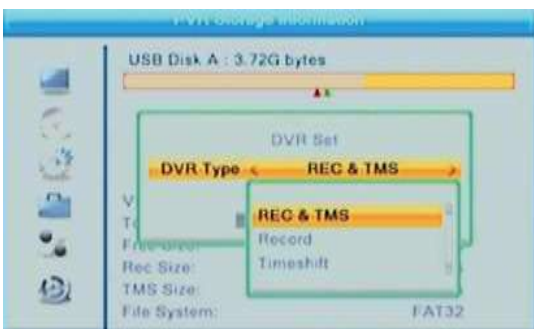 PVR Storage Information
USB Disk A : 3.72G bytes
DVR Set
DVR Type
REC & TMS
REC & TMS
Record
Timeshift
Rec Size:
TMS Size:
File System:
FAT32